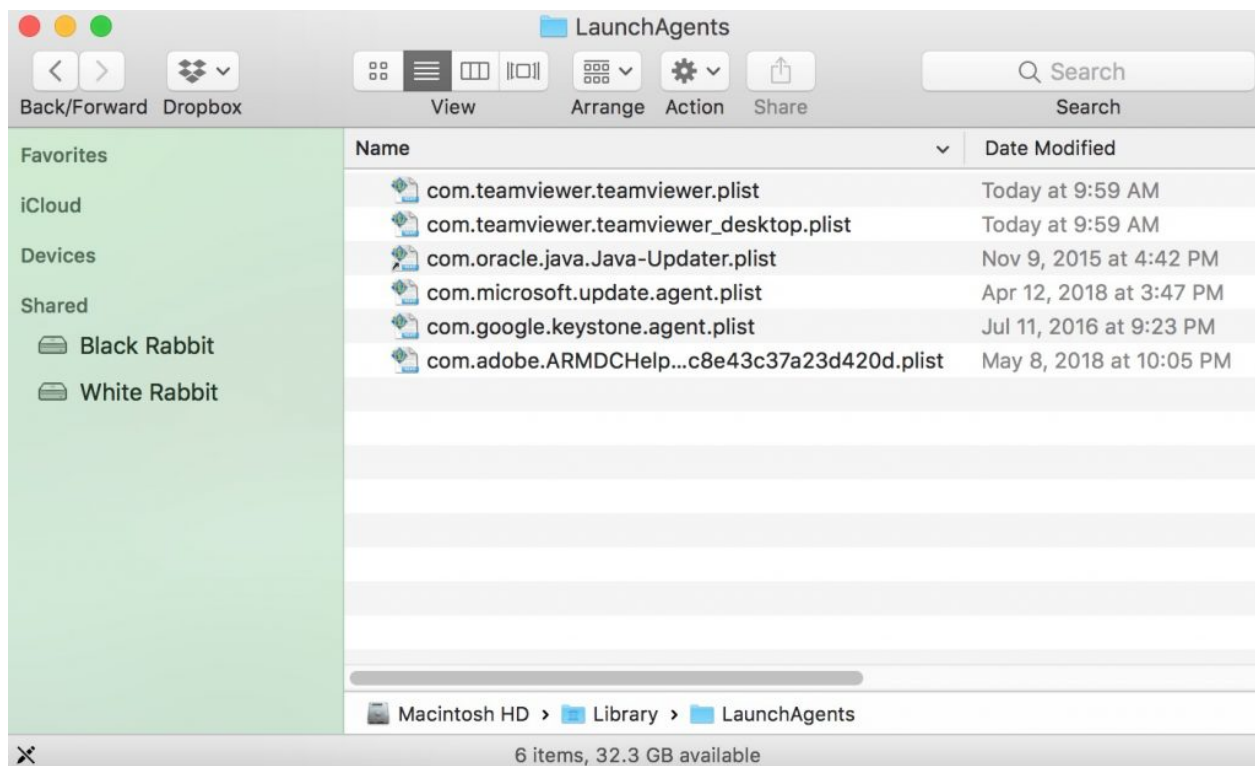 LaunchAgents
Back/Forward Dropbox View Arrange Action Share Search
Search
Favorites
iCloud
Devices
Shared
Black Rabbit
White Rabbit
Name Date Modified
com.teamviewer.teamviewer.plist Today at 9:59 AM
com.teamviewer.teamviewer_desktop.plist Today at 9:59 AM
com.oracle.java.Java-Updater.plist Nov 9, 2015 at 4:42 PM
com.microsoft.update.agent.plist Apr 12, 2018 at 3:47 PM
com.google.keystone.agent.plist Jul 11, 2016 at 9:23 PM
com.adobe.ARMDCHelp...c8e43c37a23d420d.plist May 8, 2018 at 10:05 PM
Macintosh HD > Library > LaunchAgents
6 items, 32.3 GB available